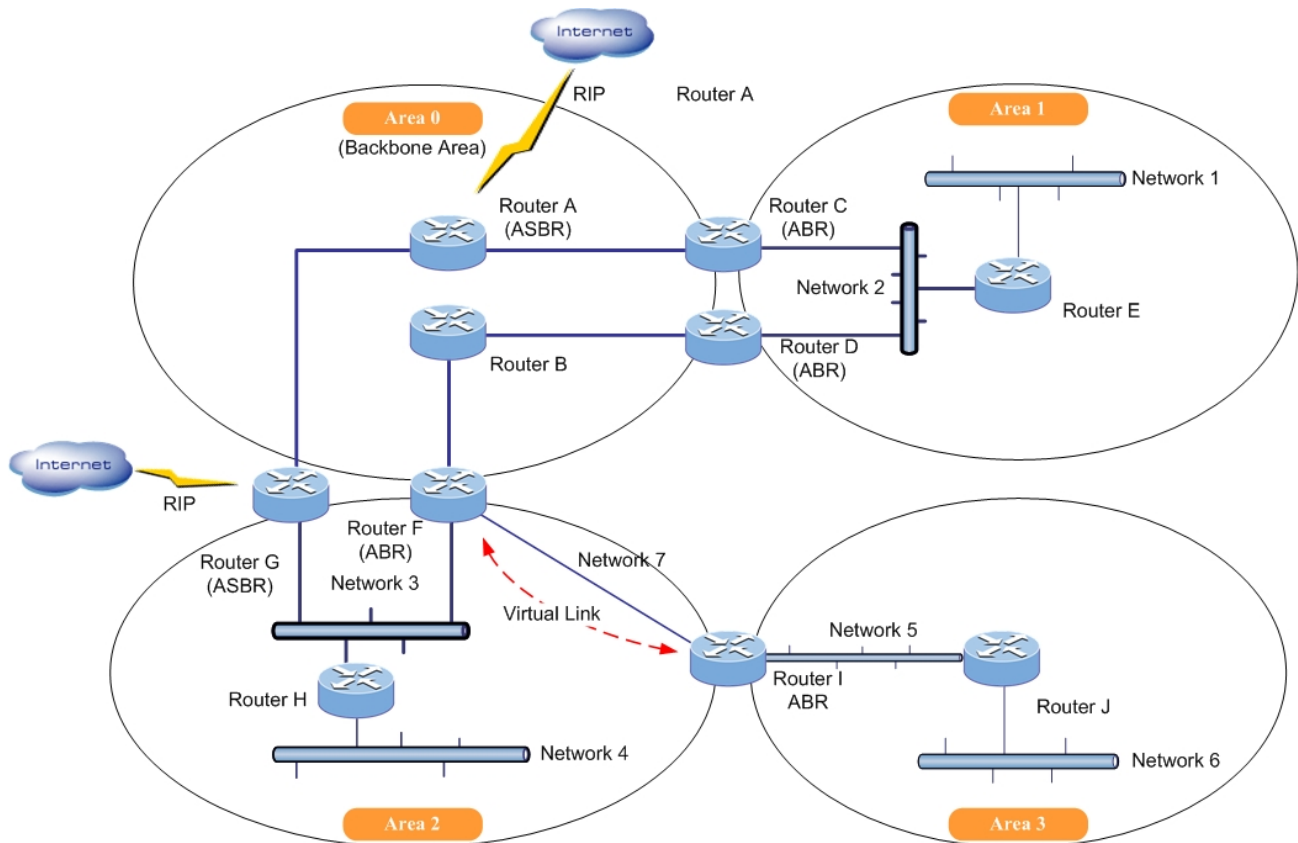 Internet
RIP
Router A
Area 0
(Backbone Area)
Area 1
Network 1
Router A
(ASBR)
Router C
(ABR)
Network 2
Router E
Router B
Router D
(ABR)
Internet
RIP
Router F
(ABR)
Router G
(ASBR)
Network 3
Network 7
Virtual Link
Network 5
Router I
ABR
Router H
Router J
Network 4
Network 6
Area 2
Area 3